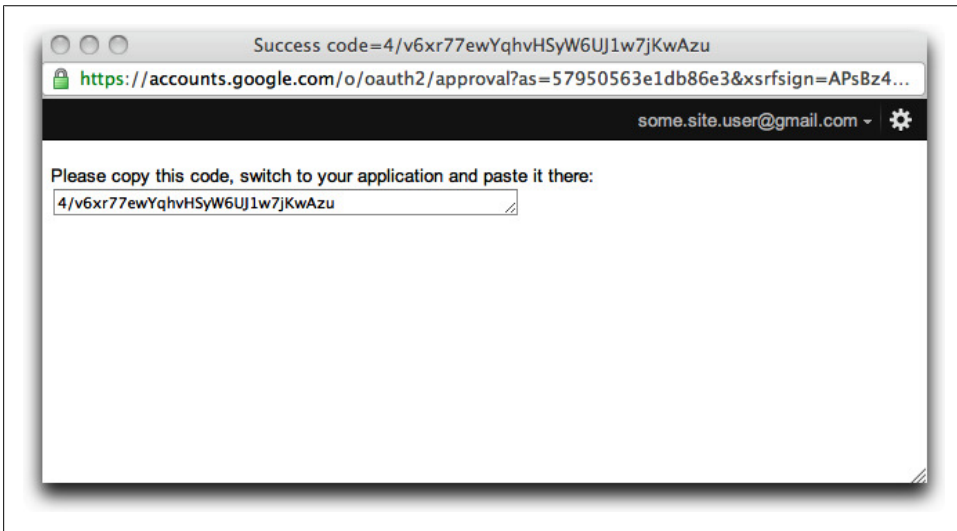 Success code=4/v6xr77ewYqhvHSyW6UJ1w7jKwAzu
https://accounts.google.com/o/oauth2/approval?as=57950563e1db86e3&xsrfsign=APsBz4...
some.site.user@gmail.com
Please copy this code, switch to your application and paste it there:
4/v6xr77ewYqhvHSyW6UJ1w7jKwAzu